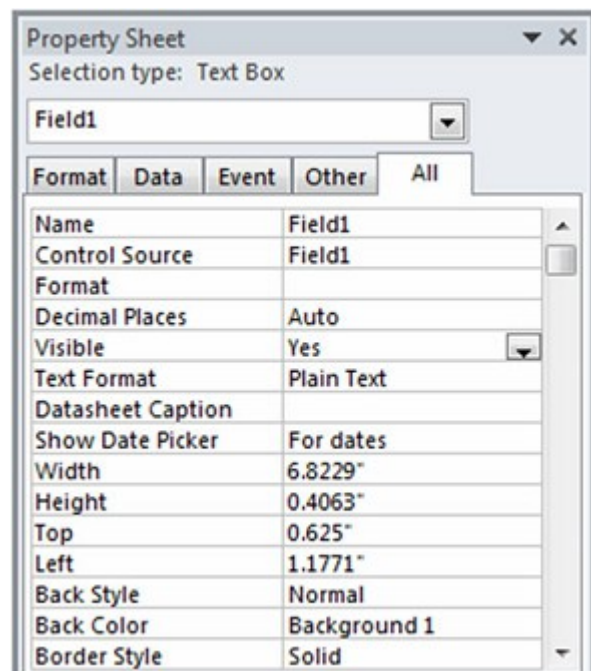 Property Sheet
Selection type: Text Box
Field1
Format Data Event Other All
Name Field1
Control Source Field1
Format
Decimal Places Auto
Visible Yes
Text Format Plain Text
Datasheet Caption
Show Date Picker For dates
Width 6.8229"
Height 0.4063"
Top 0.625"
Left 1.1771"
Back Style Normal
Back Color Background 1
Border Style Solid